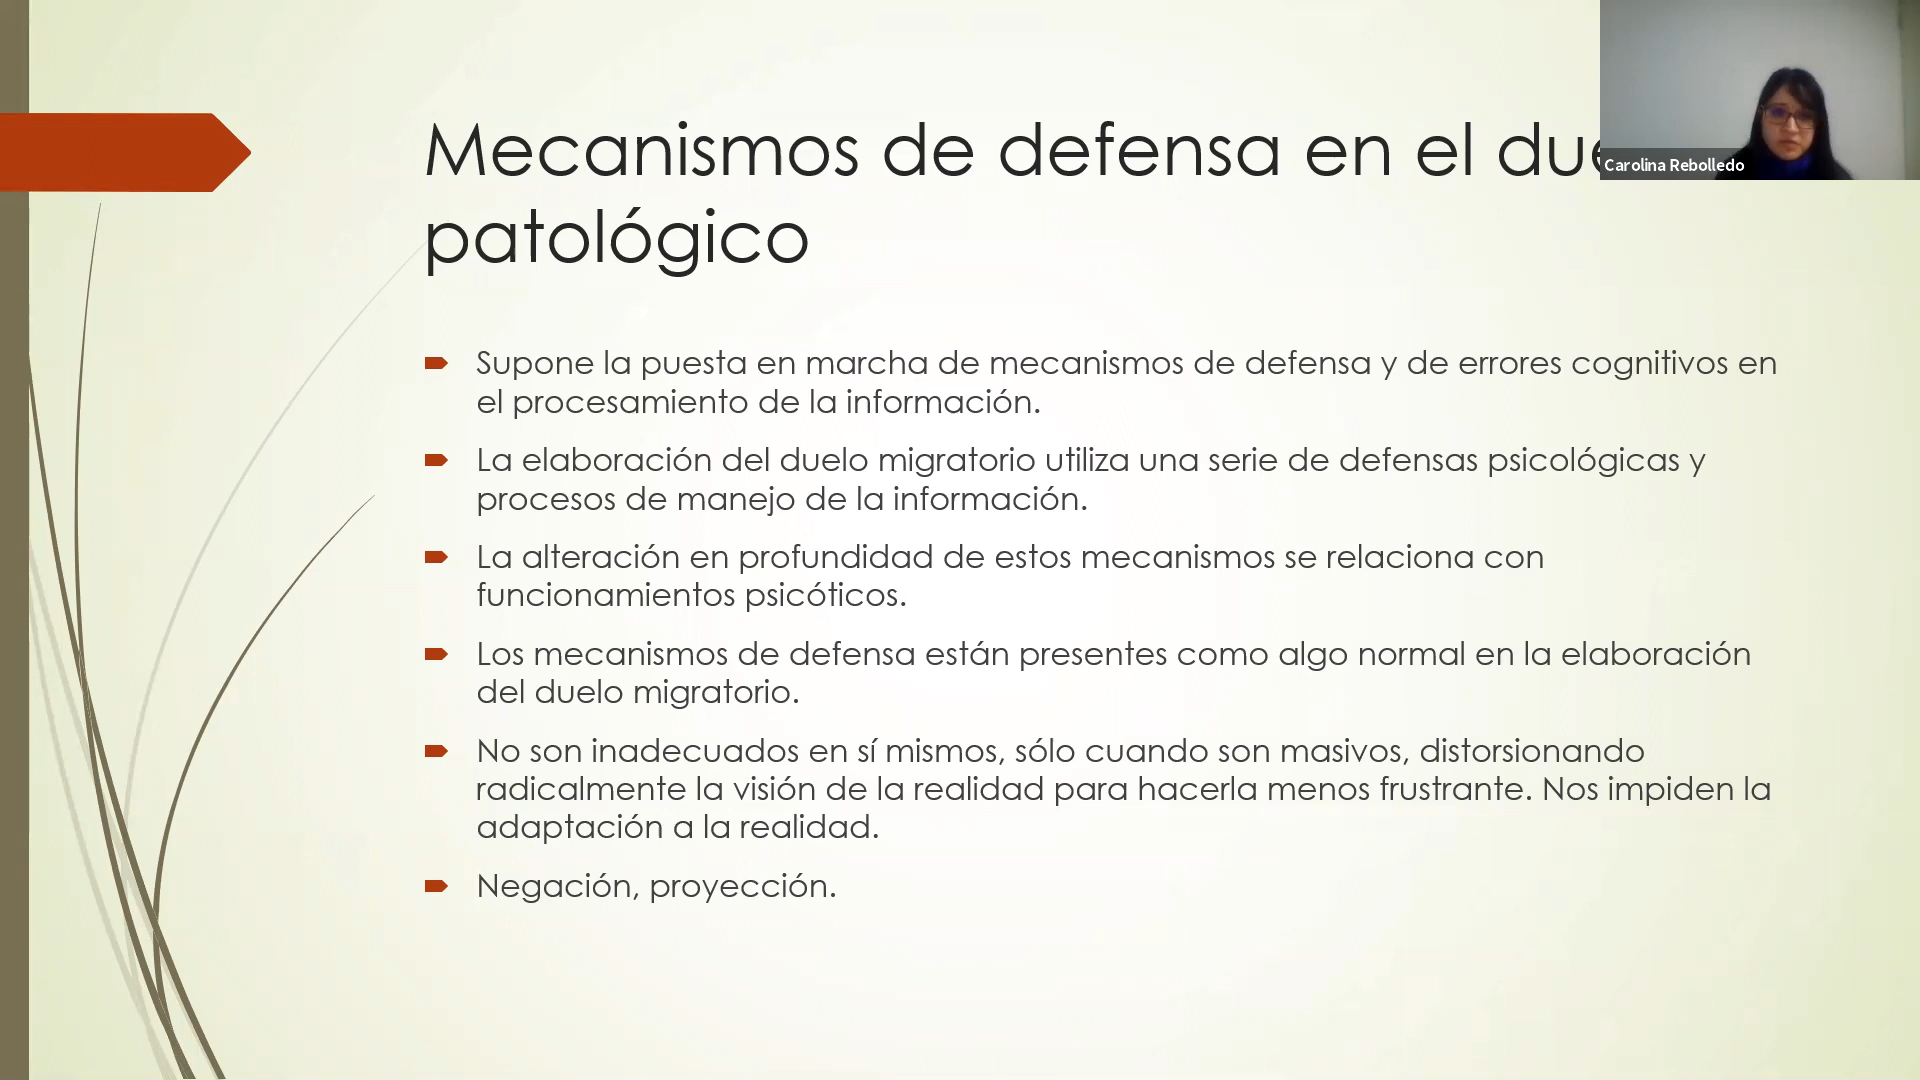 Mecanismos de defensa en el
patológico
Carolina Rebolledo
Supone la puesta en marcha de mecanismos de defensa y de errores cognitivos en
el procesamiento de la información.
La elaboración del duelo migratorio utiliza una serie de defensas psicológicas y
procesos de manejo de la información.
La alteración en profundidad de estos mecanismos se relaciona con
funcionamientos psicóticos.
Los mecanismos de defensa están presentes como algo normal en la elaboración
del duelo migratorio.
No son inadecuados en sí mismos, sólo cuando son masivos, distorsionando
radicalmente la visión de la realidad para hacerla menos frustrante. Nos impiden la
adaptación a la realidad.
Negación, proyección.